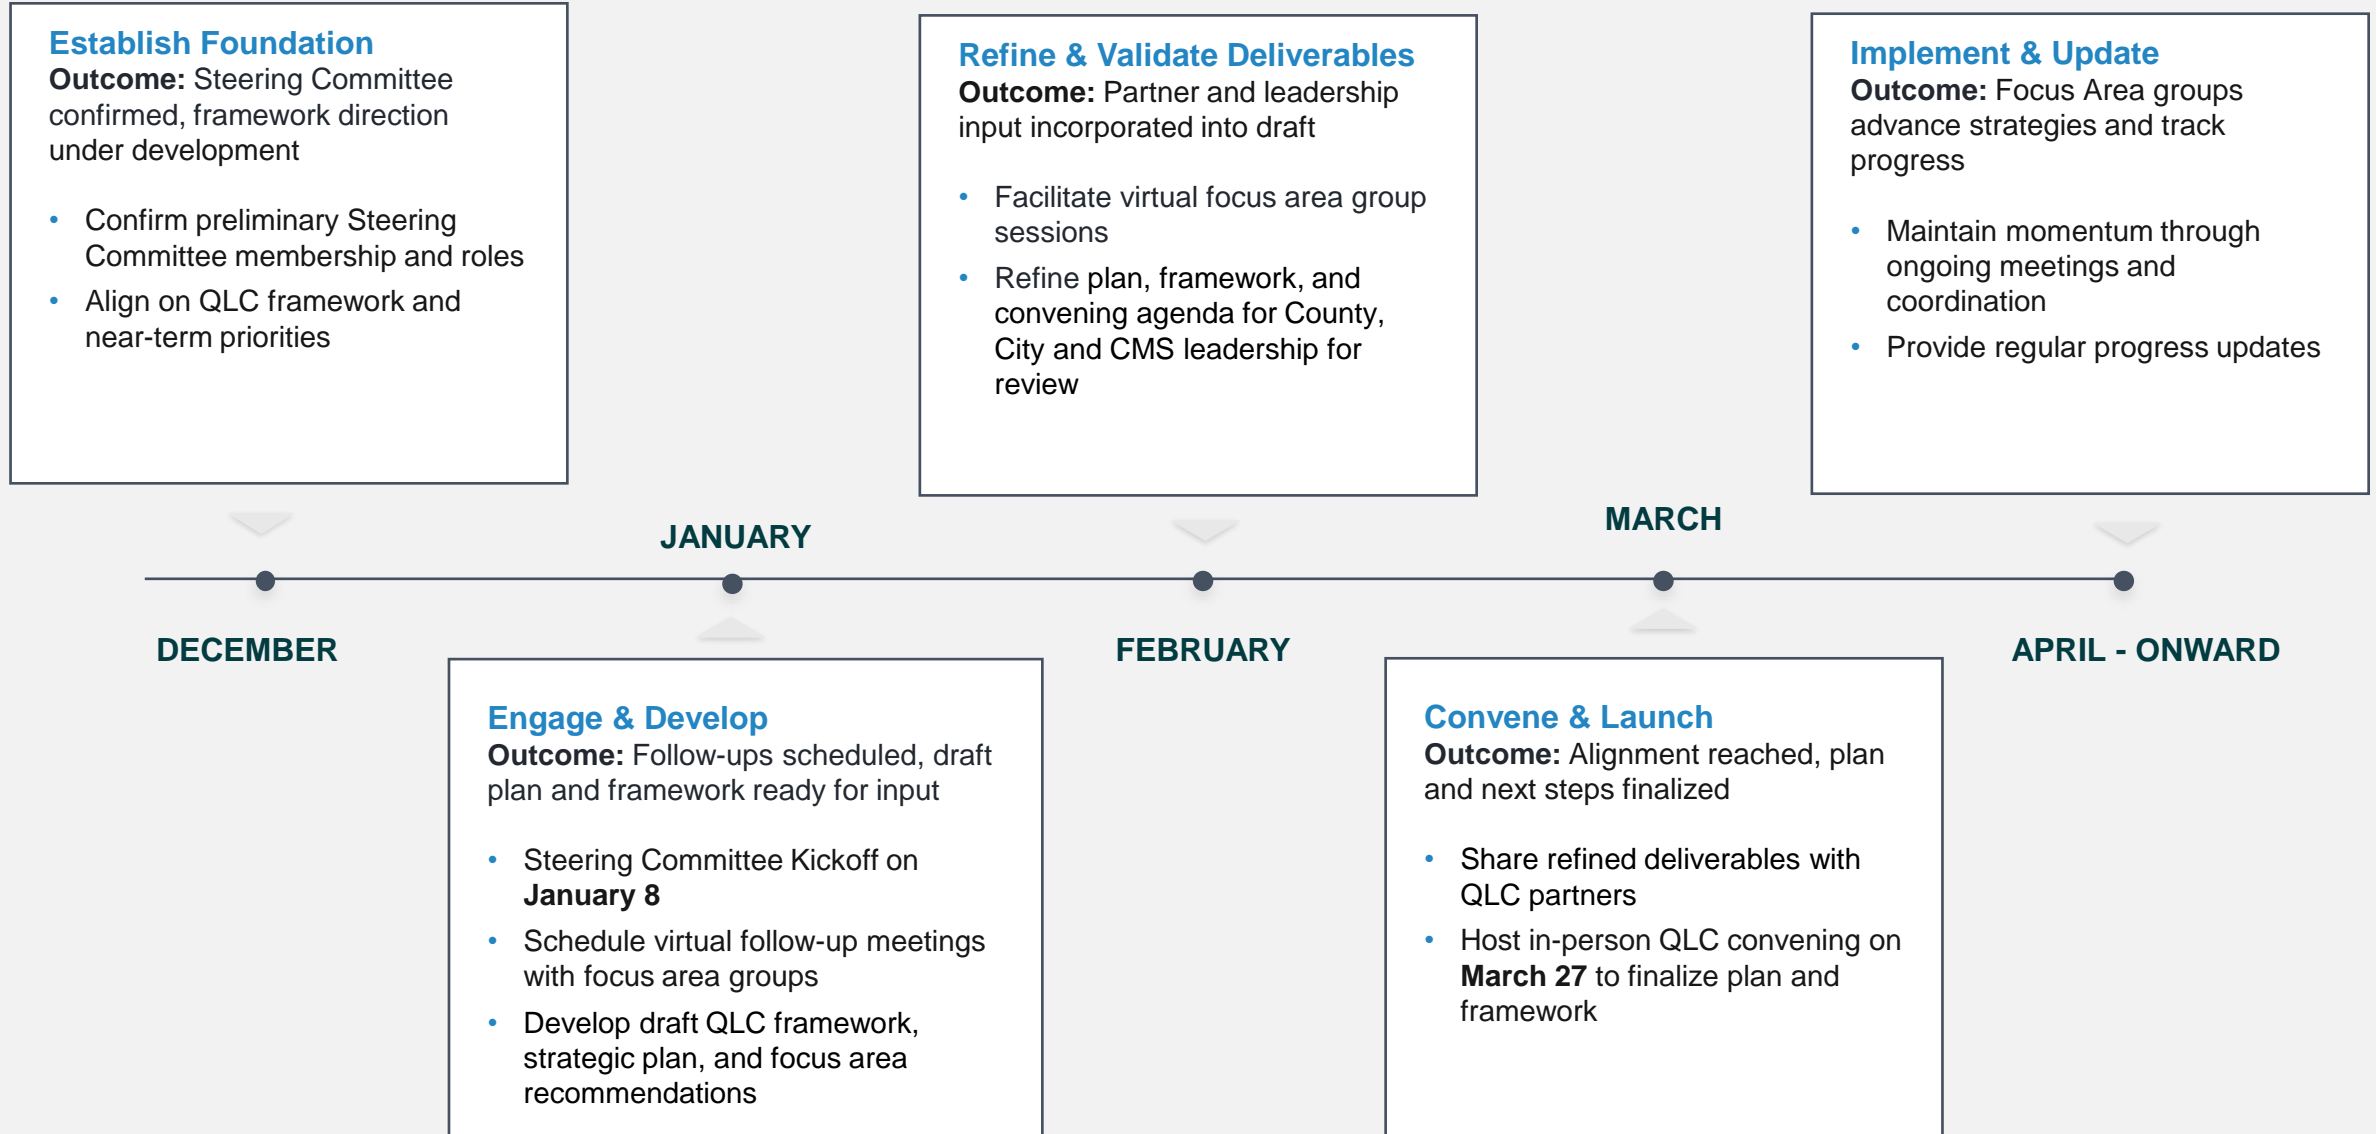 Establish Foundation
Outcome: Steering Committee
confirmed, framework direction
under development
• Confirm preliminary Steering
Committee membership and roles
• Align on QLC framework and
near-term priorities
Refine & Validate Deliverables
Outcome: Partner and leadership
input incorporated into draft
• Facilitate virtual focus area group
sessions
• Refine plan, framework, and
convening agenda for County,
City and CMS leadership for
review
Implement & Update
Outcome: Focus Area groups
advance strategies and track
progress
• Maintain momentum through
ongoing meetings and
coordination
• Provide regular progress updates
DECEMBER
JANUARY
FEBRUARY
MARCH
APRIL - ONWARD
Engage & Develop
Outcome: Follow-ups scheduled, draft
plan and framework ready for input
• Steering Committee Kickoff on
January 8
• Schedule virtual follow-up meetings
with focus area groups
• Develop draft QLC framework,
strategic plan, and focus area
recommendations
Convene & Launch
Outcome: Alignment reached, plan
and next steps finalized
• Share refined deliverables with
QLC partners
• Host in-person QLC convening on
March 27 to finalize plan and
framework